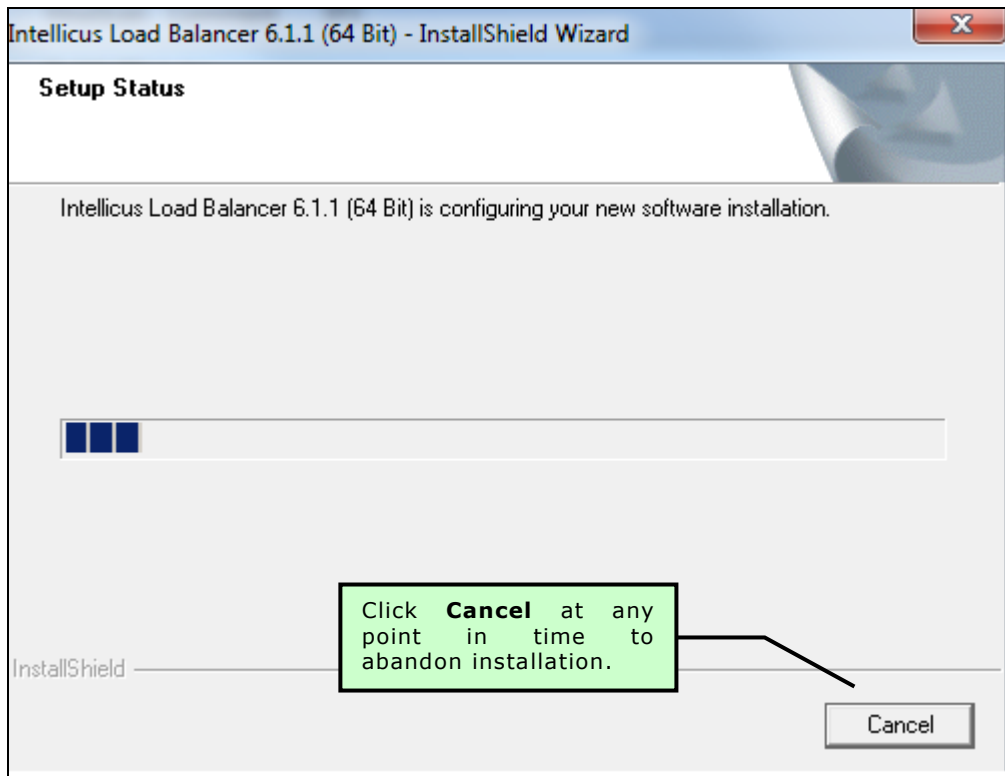 Intellicus Load Balancer 6.1.1 (64 Bit) - InstallShield Wizard
Setup Status
Intellicus Load Balancer 6.1.1 (64 Bit) is configuring your new software installation.
Click Cancel at any
point in time to
abandon installation.
InstallShield
Cancel